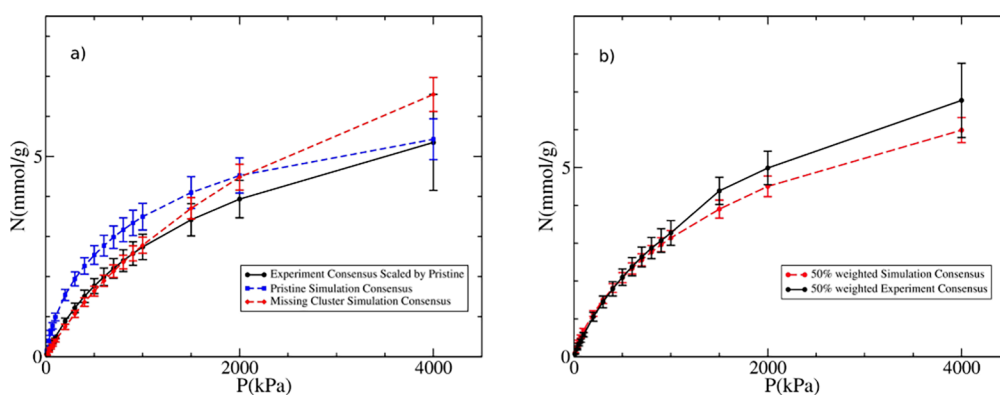 a)
N(mmol/g)
5
0
0
2000
4000
P(kPa)
Experiment Consensus Scaled by Pristine
Pristine Simulation Consensus
Missing Cluster Simulation Consensus
b)
N(mmol/g)
5
0
0
2000
4000
P(kPa)
50% weighted Simulation Consensus
50% weighted Experiment Consensus